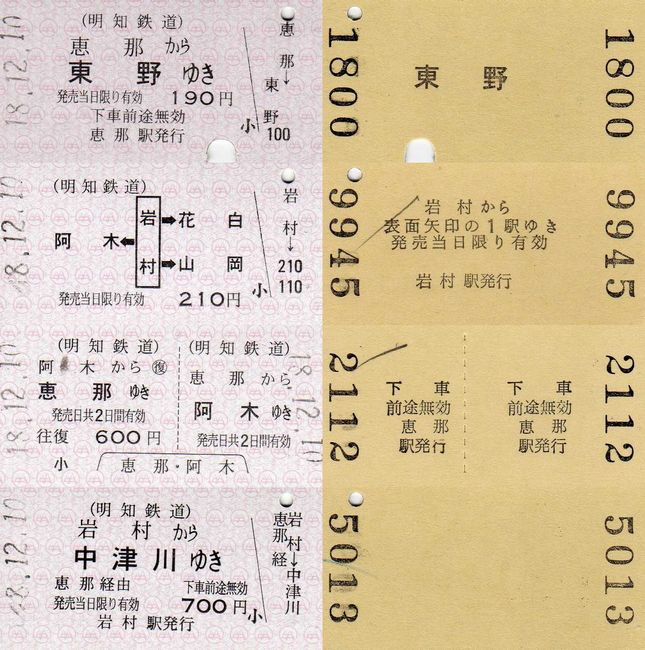 18.12.10
(明知鉄道)
恵那から
東野ゆき
発売当日限り有効 190円
下車前途無効
恵那駅発行
恵那→東野
小 100
1800
東野
1800
18.12.10
(明知鉄道)
岩村
➡花白
阿木⬅
➡山岡
発売当日限り有効 210円
岩村→
210
小 110
9945
岩村から
表面矢印の1駅ゆき
発売当日限り有効
岩村駅発行
9945
18.12.10
(明知鉄道)
阿木から ㊒復
恵那ゆき
発売日共2日間有効
往復 600円
小
(明知鉄道)
恵那から
阿木ゆき
発売日共2日間有効
恵那・阿木
18.12.10
2112
下車
前途無効
恵那
駅発行
下車
前途無効
恵那
駅発行
2112
18.12.10
(明知鉄道)
岩村から
中津川ゆき
恵那経由 下車前途無効
発売当日限り有効 700円
岩村駅発行
岩村→中津川
恵那経
小
5013
5013